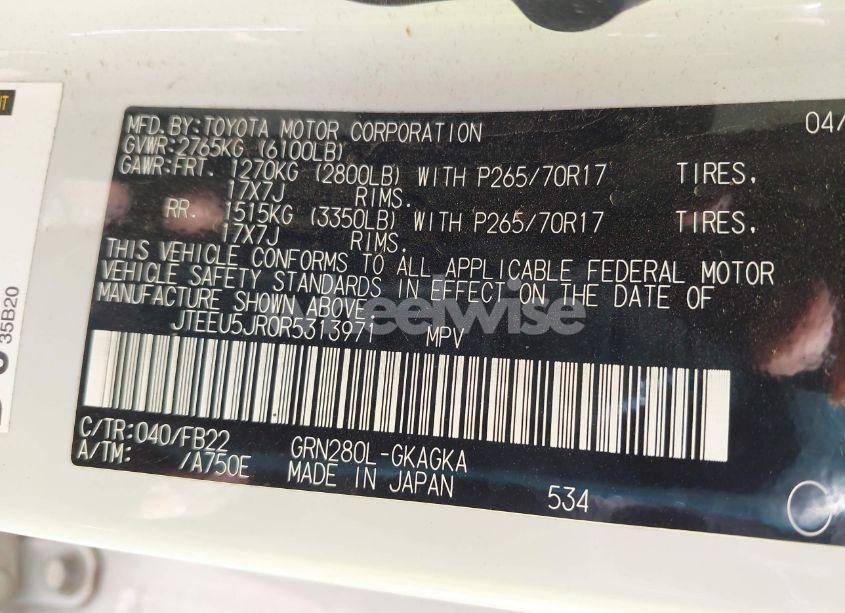 MFD.BY:TOYOTA MOTOR CORPORATION 04/
GVWR:2765KG (6100LB)
GAWR:FRT. 1270KG (2800LB) WITH P265/70R17 TIRES,
17X7J RIMS.
RR. 1515KG (3350LB) WITH P265/70R17 TIRES,
17X7J RIMS.
THIS VEHICLE CONFORMS TO ALL APPLICABLE FEDERAL MOTOR
VEHICLE SAFETY STANDARDS IN EFFECT ON THE DATE OF
MANUFACTURE SHOWN ABOVE.
JTEEU5JR0R5313971 MPV
C/TR:040/FB22 GRN280L-GKAGKA
A/TM: /A750E MADE IN JAPAN 534
35B20